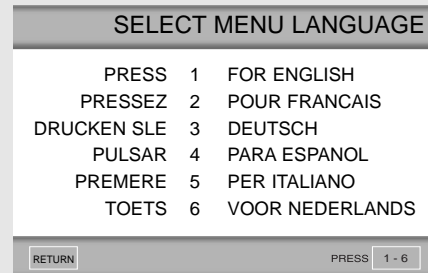 SELECT MENU LANGUAGE
PRESS 1 FOR ENGLISH
PRESSEZ 2 POUR FRANCAIS
DRUCKEN SLE 3 DEUTSCH
PULSAR 4 PARA ESPANOL
PREMERE 5 PER ITALIANO
TOETS 6 VOOR NEDERLANDS
RETURN PRESS 1 - 6